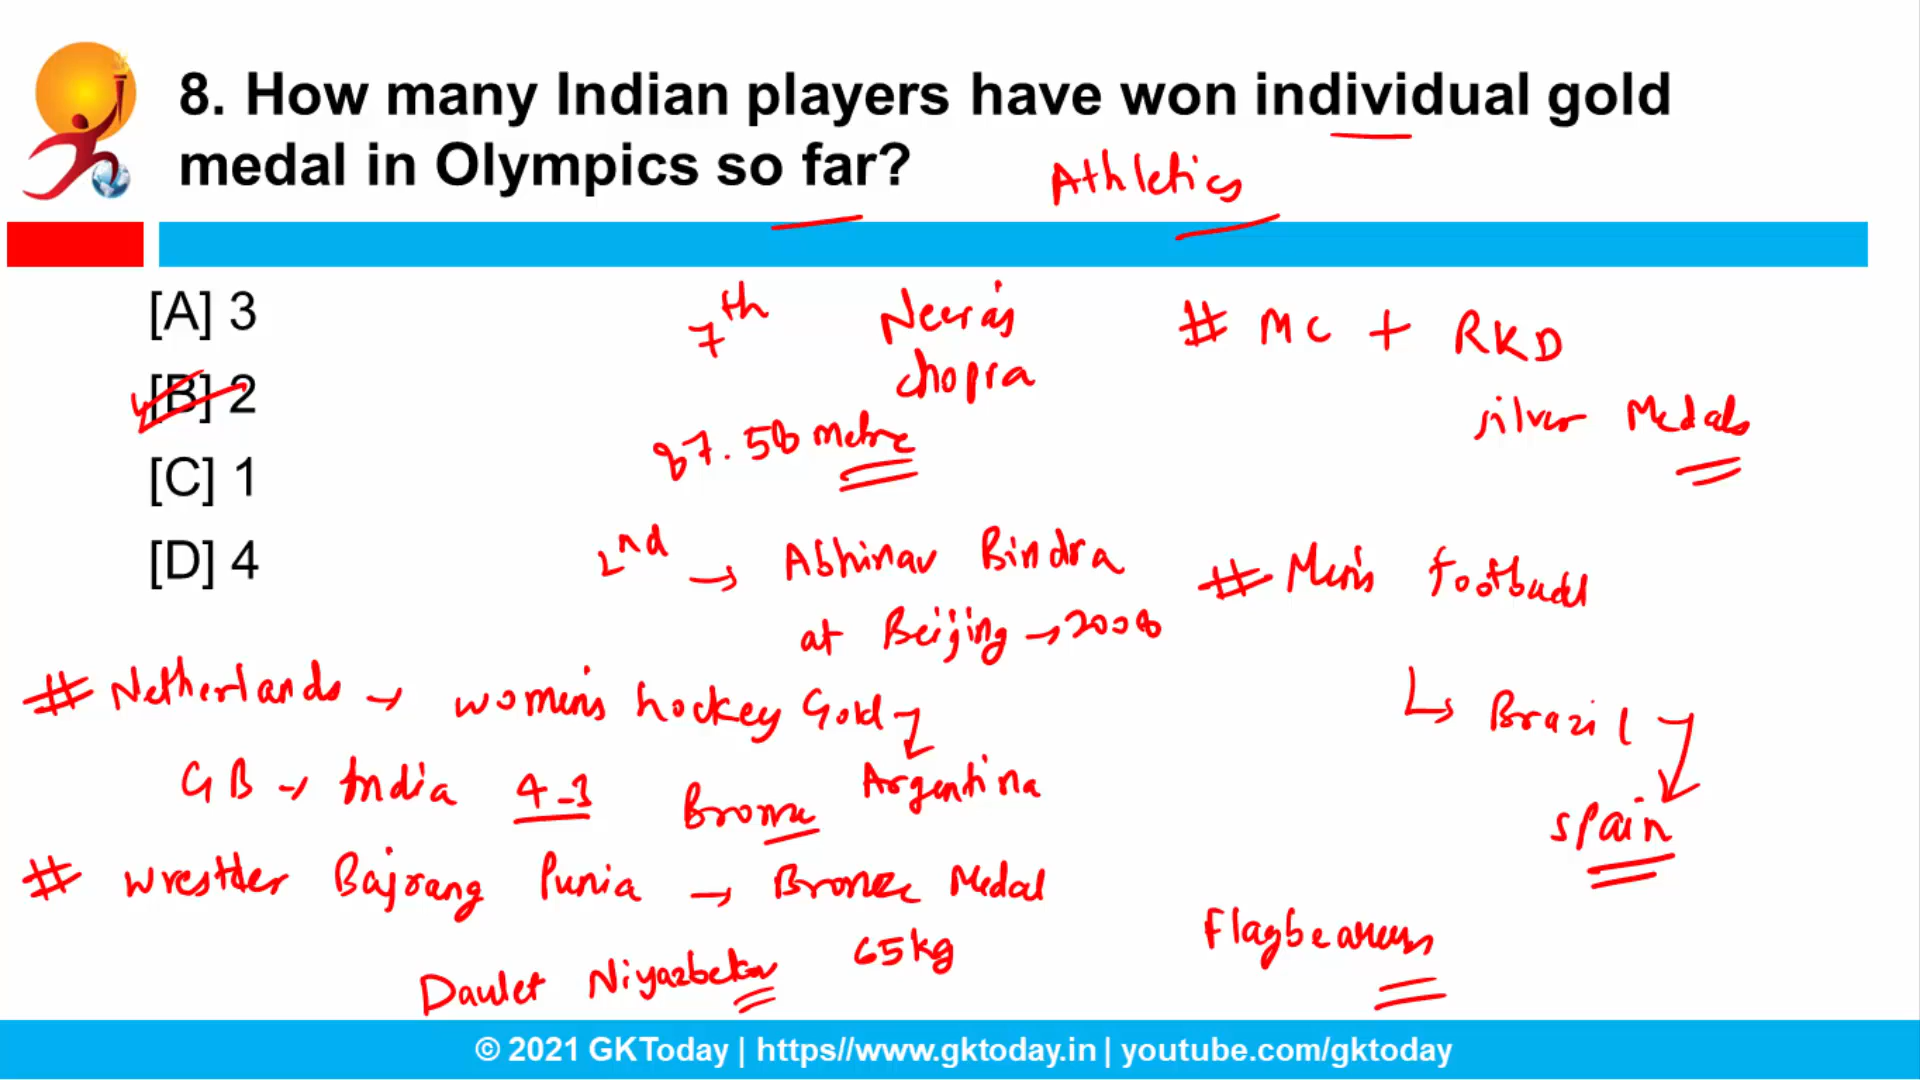 8. How many Indian players have won individual gold
medal in Olympics so far?
Athletics
[A] 3
[B] 2
[C] 1
[D] 4
7th Neeraj
chopra
87.58 metre
# MC + RKD
silver Medals
2nd → Abhinav Bindra
at Beijing → 2008
# Men's football
↳ Brazil
Spain
# Netherlands → women's hockey Gold
Argentina
GB → India 4-3 Bronze
# wrestler Bajrang Punia → Bronze Medal
65kg
Daulet Niyazbekov
Flagbearers
© 2021 GKToday | https//www.gktoday.in | youtube.com/gktoday